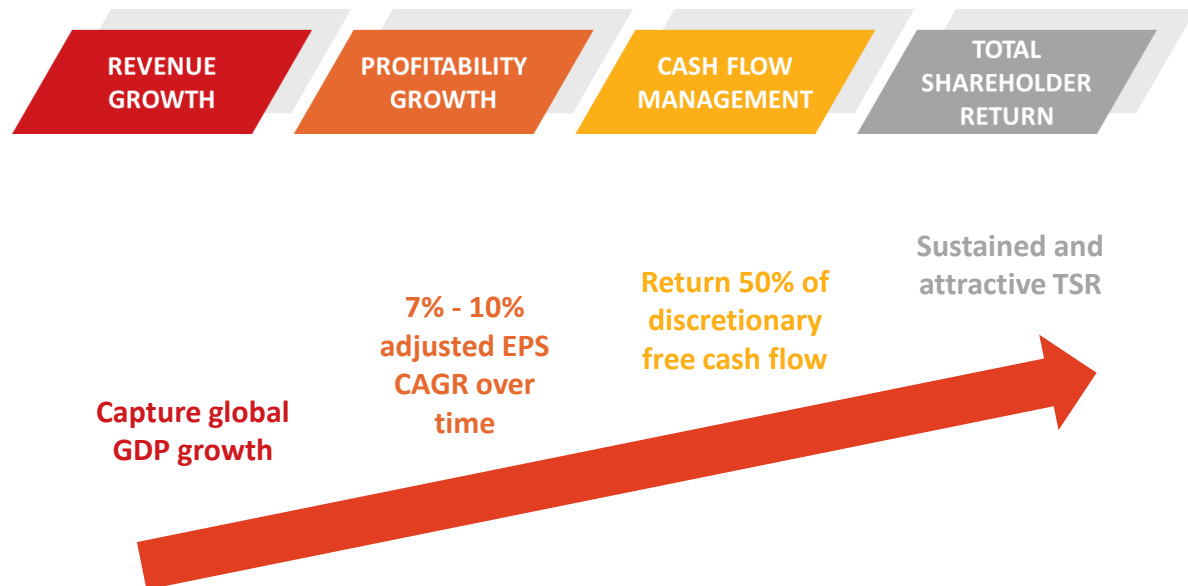 REVENUE
GROWTH
PROFITABILITY
GROWTH
CASH FLOW
MANAGEMENT
TOTAL
SHAREHOLDER
RETURN
Capture global
GDP growth
7% - 10%
adjusted EPS
CAGR over
time
Return 50% of
discretionary
free cash flow
Sustained and
attractive TSR